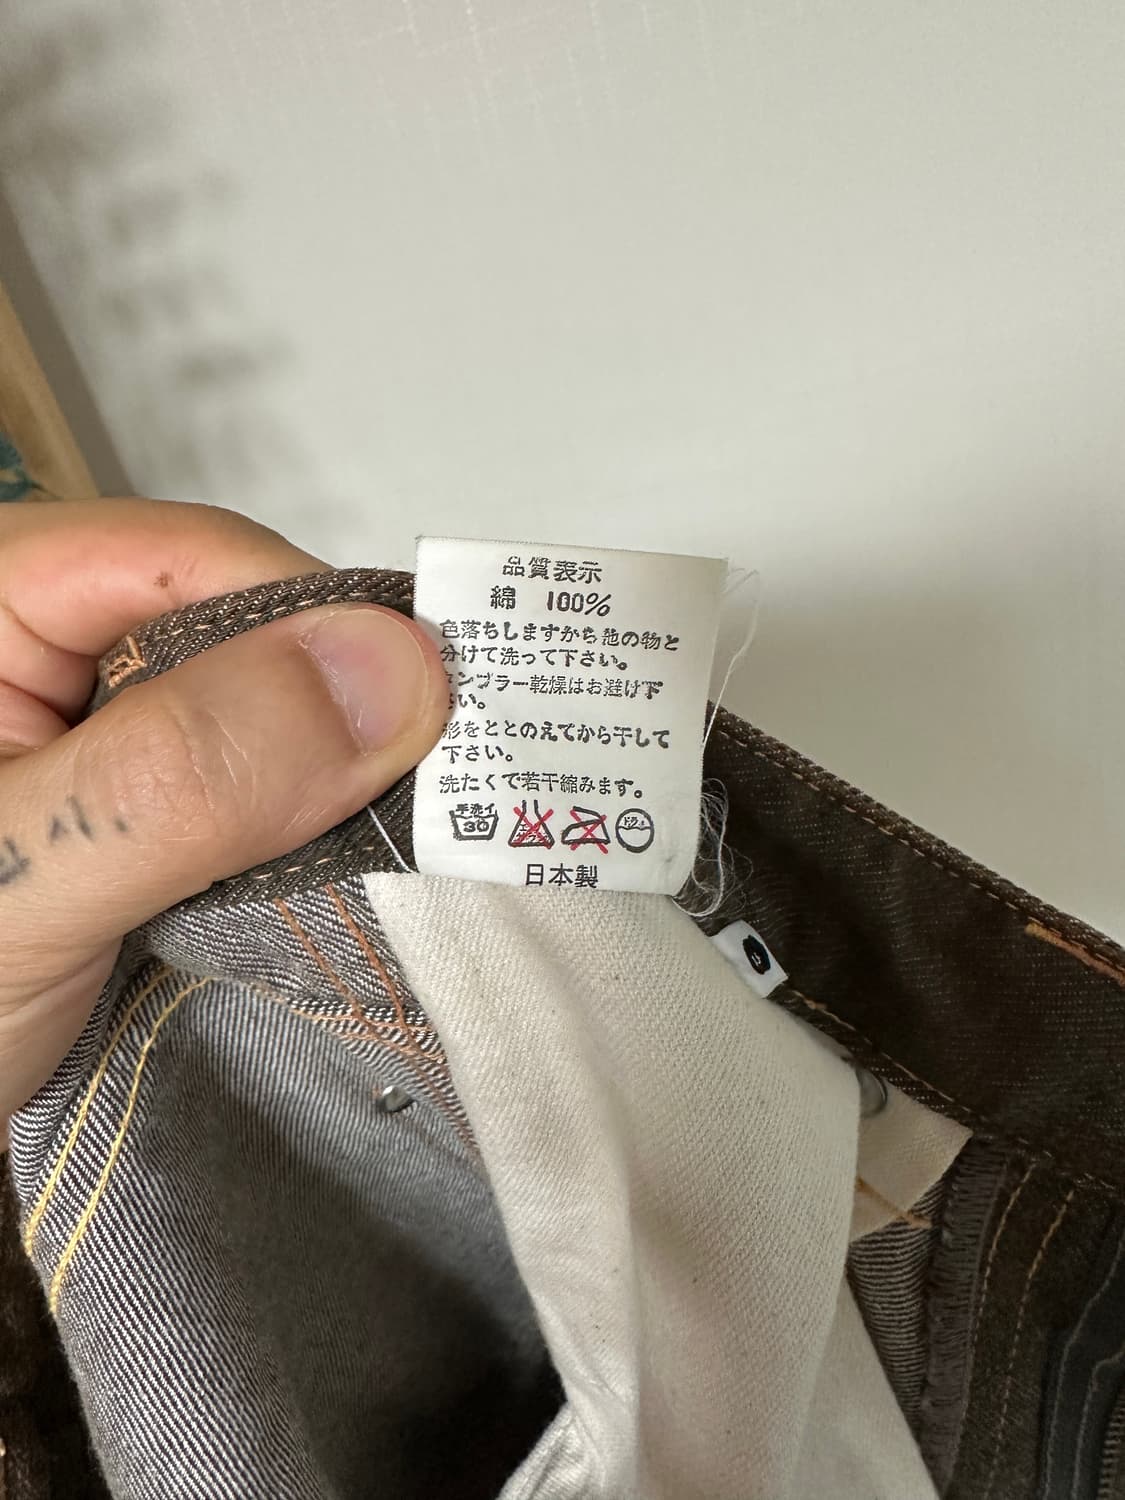 品質表示
綿 100%
色落ちしますから他の物と
分けて洗って下さい。
ンブラー乾燥はお避け下
さい。
形をととのえてから干して
下さい。
洗たくで若干縮みます。
手洗イ
30
ドライ
日本製